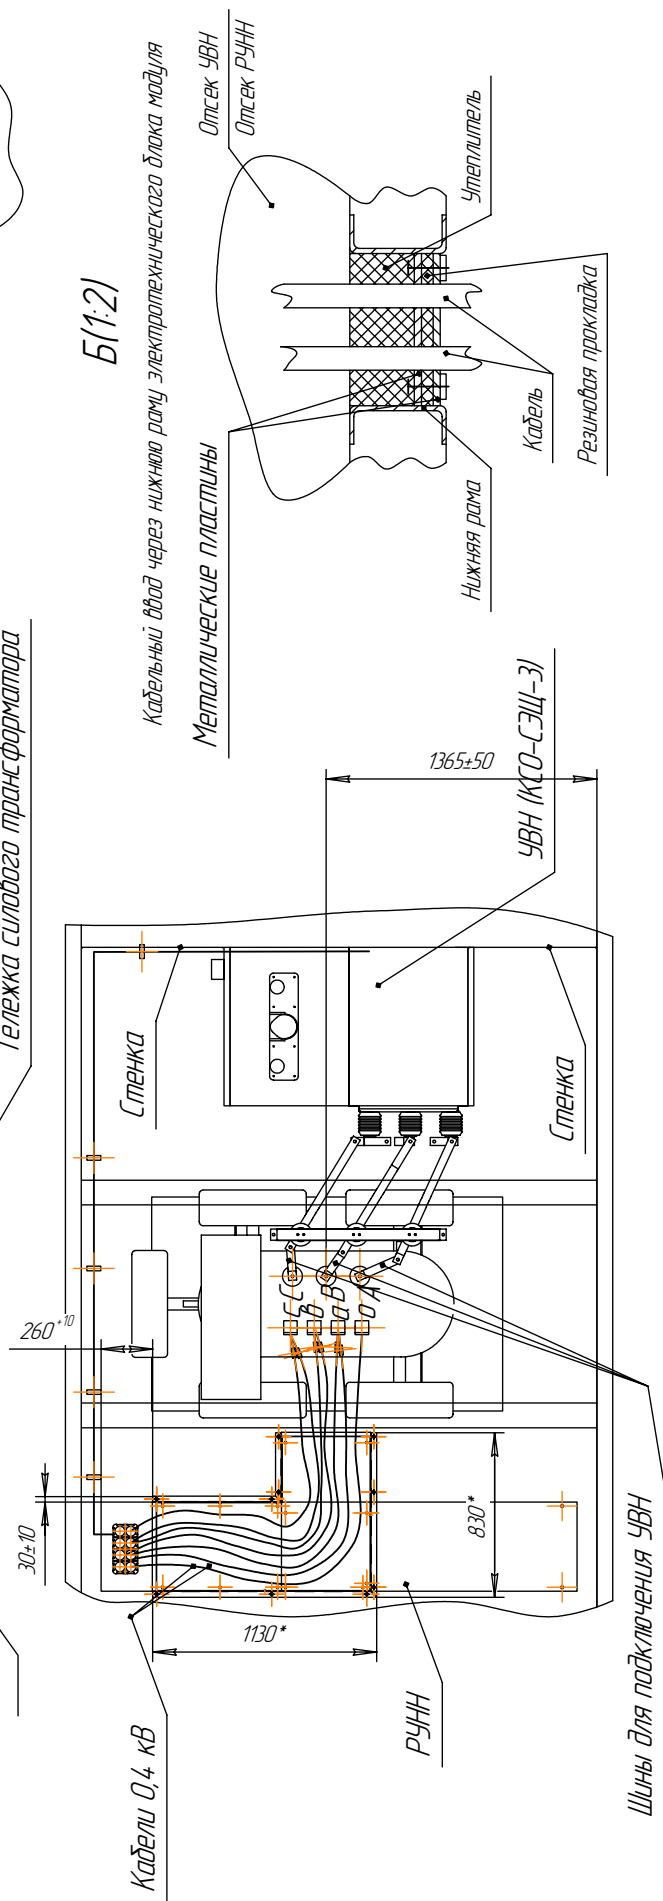 Тележка силового трансформатора
Б(1:2)
Кабельный ввод через нижнюю раму электротехнического блока модуля
Отсек УВН
Отсек РУНН
Металлические пластины
Утеплитель
Нижняя рама
Кабель
Резиновая прокладка
Стенка
УВН (КСО-СЭЩ-3)
1365±50
Стенка
260⁺¹⁰
30±10
С
В
А
с
в
а
о
830*
1130*
Кабели 0,4 кВ
РУНН
Шины для подключения УВН